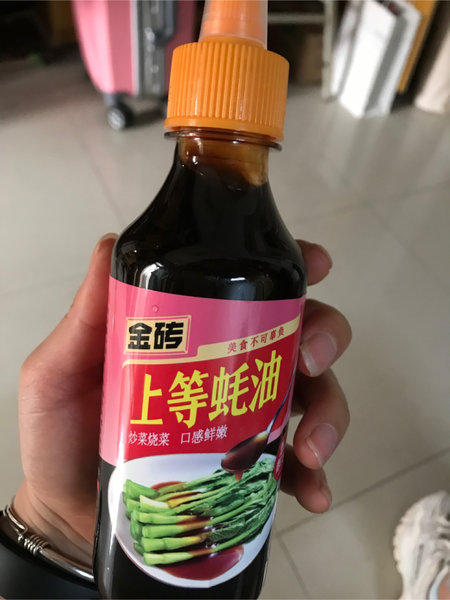 金砖
美食不可辜负
上等蚝油
炒菜烧菜 口感鲜嫩